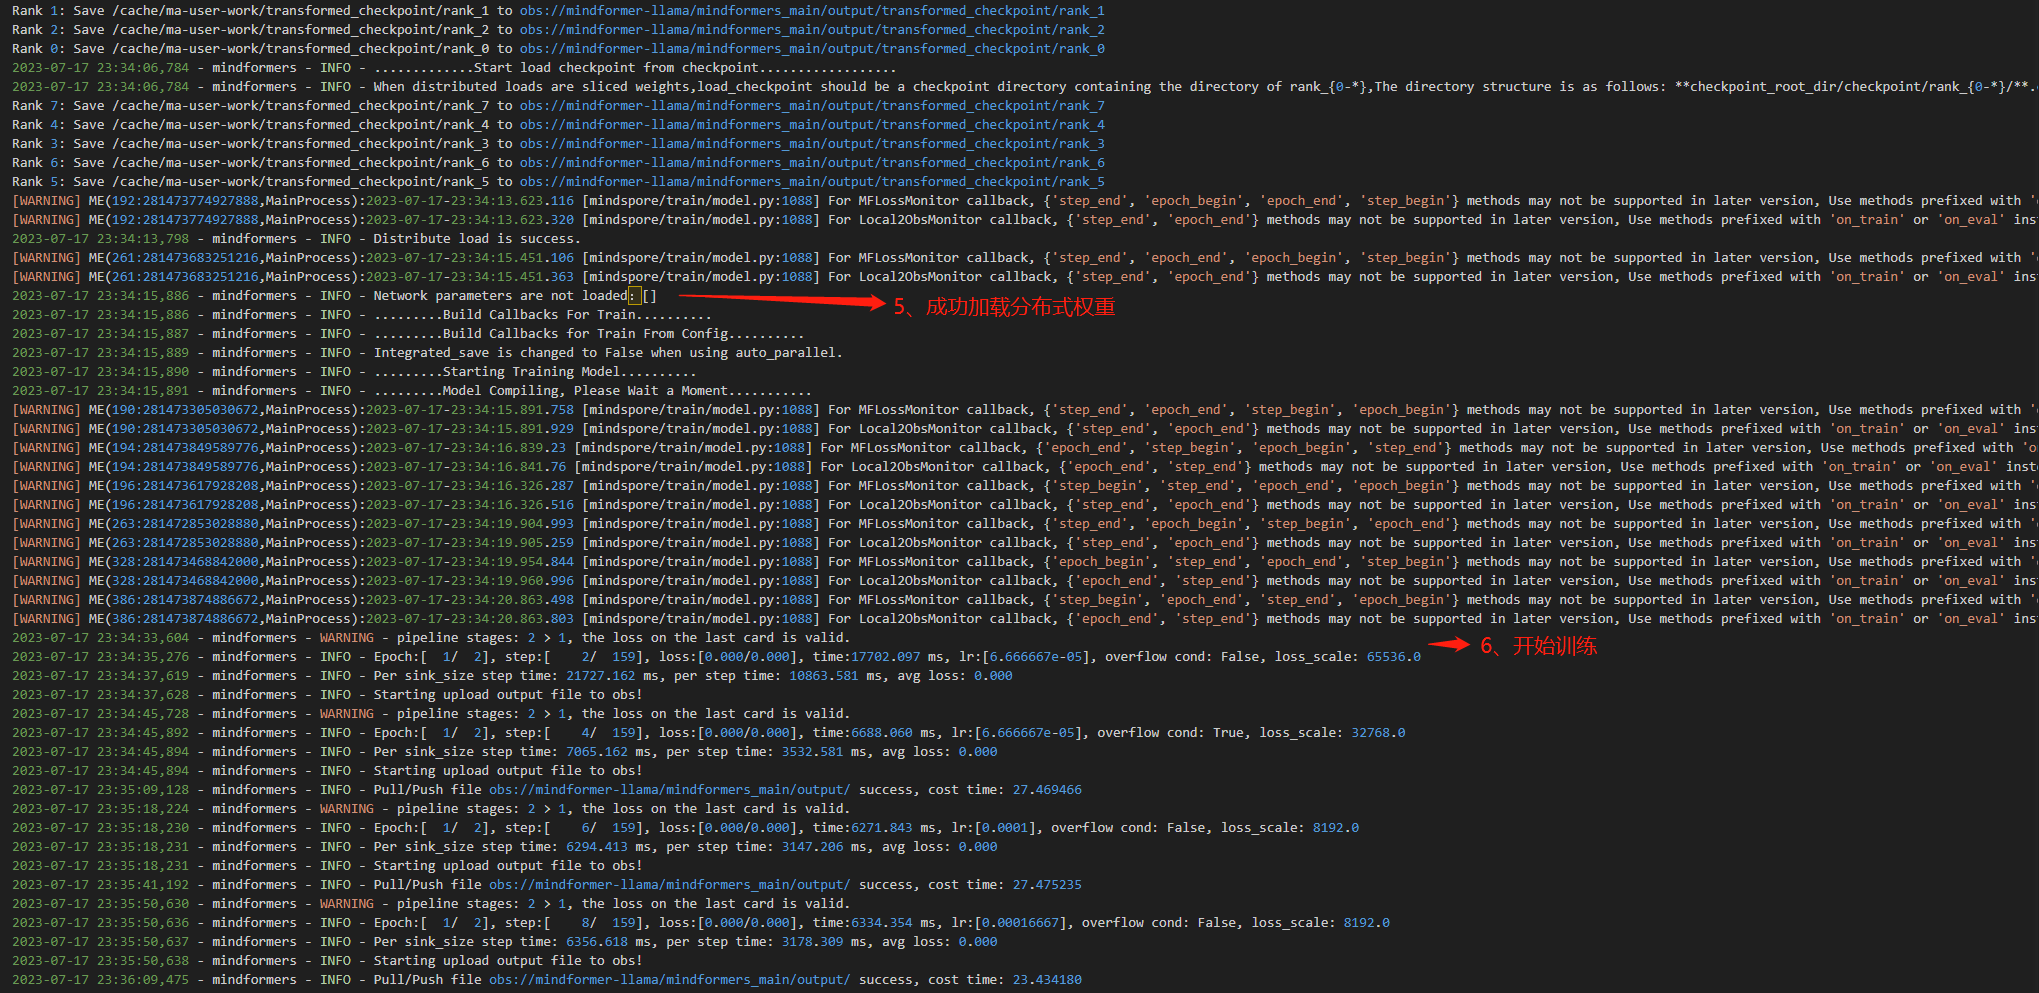 Rank 1: Save /cache/ma-user-work/transformed_checkpoint/rank_1 to obs://mindformer-llama/mindformers_main/output/transformed_checkpoint/rank_1
Rank 2: Save /cache/ma-user-work/transformed_checkpoint/rank_2 to obs://mindformer-llama/mindformers_main/output/transformed_checkpoint/rank_2
Rank 0: Save /cache/ma-user-work/transformed_checkpoint/rank_0 to obs://mindformer-llama/mindformers_main/output/transformed_checkpoint/rank_0
2023-07-17 23:34:06,784 - mindformers - INFO - .............Start load checkpoint from checkpoint..................
2023-07-17 23:34:06,784 - mindformers - INFO - When distributed loads are sliced weights,load_checkpoint should be a checkpoint directory containing the directory of rank_{0-*},The directory structure is as follows: **checkpoint_root_dir/checkpoint/rank_{0-*}/**.
Rank 7: Save /cache/ma-user-work/transformed_checkpoint/rank_7 to obs://mindformer-llama/mindformers_main/output/transformed_checkpoint/rank_7
Rank 4: Save /cache/ma-user-work/transformed_checkpoint/rank_4 to obs://mindformer-llama/mindformers_main/output/transformed_checkpoint/rank_4
Rank 3: Save /cache/ma-user-work/transformed_checkpoint/rank_3 to obs://mindformer-llama/mindformers_main/output/transformed_checkpoint/rank_3
Rank 6: Save /cache/ma-user-work/transformed_checkpoint/rank_6 to obs://mindformer-llama/mindformers_main/output/transformed_checkpoint/rank_6
Rank 5: Save /cache/ma-user-work/transformed_checkpoint/rank_5 to obs://mindformer-llama/mindformers_main/output/transformed_checkpoint/rank_5
[WARNING] ME(192:281473774927888,MainProcess):2023-07-17-23:34:13.623.116 [mindspore/train/model.py:1088] For MFLossMonitor callback, {'step_end', 'epoch_begin', 'epoch_end', 'step_begin'} methods may not be supported in later version, Use methods prefixed with '
[WARNING] ME(192:281473774927888,MainProcess):2023-07-17-23:34:13.623.320 [mindspore/train/model.py:1088] For Local2ObsMonitor callback, {'step_end', 'epoch_end'} methods may not be supported in later version, Use methods prefixed with 'on_train' or 'on_eval' inst
2023-07-17 23:34:13,798 - mindformers - INFO - Distribute load is success.
[WARNING] ME(261:281473683251216,MainProcess):2023-07-17-23:34:15.451.106 [mindspore/train/model.py:1088] For MFLossMonitor callback, {'step_end', 'epoch_end', 'epoch_begin', 'step_begin'} methods may not be supported in later version, Use methods prefixed with '
[WARNING] ME(261:281473683251216,MainProcess):2023-07-17-23:34:15.451.363 [mindspore/train/model.py:1088] For Local2ObsMonitor callback, {'step_end', 'epoch_end'} methods may not be supported in later version, Use methods prefixed with 'on_train' or 'on_eval' inst
2023-07-17 23:34:15,886 - mindformers - INFO - Network parameters are not loaded：[] 5、成功加载分布式权重
2023-07-17 23:34:15,886 - mindformers - INFO - .........Build Callbacks For Train..........
2023-07-17 23:34:15,887 - mindformers - INFO - .........Build Callbacks for Train From Config..........
2023-07-17 23:34:15,889 - mindformers - INFO - Integrated_save is changed to False when using auto_parallel.
2023-07-17 23:34:15,890 - mindformers - INFO - .........Starting Training Model..........
2023-07-17 23:34:15,891 - mindformers - INFO - .........Model Compiling, Please Wait a Moment...........
[WARNING] ME(190:281473305030672,MainProcess):2023-07-17-23:34:15.891.758 [mindspore/train/model.py:1088] For MFLossMonitor callback, {'step_end', 'epoch_end', 'step_begin', 'epoch_begin'} methods may not be supported in later version, Use methods prefixed with '
[WARNING] ME(190:281473305030672,MainProcess):2023-07-17-23:34:15.891.929 [mindspore/train/model.py:1088] For Local2ObsMonitor callback, {'step_end', 'epoch_end'} methods may not be supported in later version, Use methods prefixed with 'on_train' or 'on_eval' inst
[WARNING] ME(194:281473849589776,MainProcess):2023-07-17-23:34:16.839.23 [mindspore/train/model.py:1088] For MFLossMonitor callback, {'epoch_end', 'step_begin', 'epoch_begin', 'step_end'} methods may not be supported in later version, Use methods prefixed with 'o
[WARNING] ME(194:281473849589776,MainProcess):2023-07-17-23:34:16.841.76 [mindspore/train/model.py:1088] For Local2ObsMonitor callback, {'epoch_end', 'step_end'} methods may not be supported in later version, Use methods prefixed with 'on_train' or 'on_eval' inste
[WARNING] ME(196:281473617928208,MainProcess):2023-07-17-23:34:16.326.287 [mindspore/train/model.py:1088] For MFLossMonitor callback, {'step_begin', 'step_end', 'epoch_end', 'epoch_begin'} methods may not be supported in later version, Use methods prefixed with '
[WARNING] ME(196:281473617928208,MainProcess):2023-07-17-23:34:16.326.516 [mindspore/train/model.py:1088] For Local2ObsMonitor callback, {'step_end', 'epoch_end'} methods may not be supported in later version, Use methods prefixed with 'on_train' or 'on_eval' inst
[WARNING] ME(263:281472853028880,MainProcess):2023-07-17-23:34:19.904.993 [mindspore/train/model.py:1088] For MFLossMonitor callback, {'step_end', 'epoch_begin', 'step_begin', 'epoch_end'} methods may not be supported in later version, Use methods prefixed with '
[WARNING] ME(263:281472853028880,MainProcess):2023-07-17-23:34:19.905.259 [mindspore/train/model.py:1088] For Local2ObsMonitor callback, {'step_end', 'epoch_end'} methods may not be supported in later version, Use methods prefixed with 'on_train' or 'on_eval' inst
[WARNING] ME(328:281473468842000,MainProcess):2023-07-17-23:34:19.954.844 [mindspore/train/model.py:1088] For MFLossMonitor callback, {'epoch_begin', 'step_end', 'epoch_end', 'step_begin'} methods may not be supported in later version, Use methods prefixed with '
[WARNING] ME(328:281473468842000,MainProcess):2023-07-17-23:34:19.960.996 [mindspore/train/model.py:1088] For Local2ObsMonitor callback, {'epoch_end', 'step_end'} methods may not be supported in later version, Use methods prefixed with 'on_train' or 'on_eval' inst
[WARNING] ME(386:281473874886672,MainProcess):2023-07-17-23:34:20.863.498 [mindspore/train/model.py:1088] For MFLossMonitor callback, {'step_begin', 'epoch_end', 'step_end', 'epoch_begin'} methods may not be supported in later version, Use methods prefixed with '
[WARNING] ME(386:281473874886672,MainProcess):2023-07-17-23:34:20.863.803 [mindspore/train/model.py:1088] For Local2ObsMonitor callback, {'epoch_end', 'step_end'} methods may not be supported in later version, Use methods prefixed with 'on_train' or 'on_eval' inst
2023-07-17 23:34:33,604 - mindformers - WARNING - pipeline stages: 2 > 1, the loss on the last card is valid.
2023-07-17 23:34:35,276 - mindformers - INFO - Epoch:[  1/  2], step:[    2/  159], loss:[0.000/0.000], time:17702.097 ms, lr:[6.666667e-05], overflow cond: False, loss_scale: 65536.0 6、开始训练
2023-07-17 23:34:37,619 - mindformers - INFO - Per sink_size step time: 21727.162 ms, per step time: 10863.581 ms, avg loss: 0.000
2023-07-17 23:34:37,628 - mindformers - INFO - Starting upload output file to obs!
2023-07-17 23:34:45,728 - mindformers - WARNING - pipeline stages: 2 > 1, the loss on the last card is valid.
2023-07-17 23:34:45,892 - mindformers - INFO - Epoch:[  1/  2], step:[    4/  159], loss:[0.000/0.000], time:6688.060 ms, lr:[6.666667e-05], overflow cond: True, loss_scale: 32768.0
2023-07-17 23:34:45,894 - mindformers - INFO - Per sink_size step time: 7065.162 ms, per step time: 3532.581 ms, avg loss: 0.000
2023-07-17 23:34:45,894 - mindformers - INFO - Starting upload output file to obs!
2023-07-17 23:35:09,128 - mindformers - INFO - Pull/Push file obs://mindformer-llama/mindformers_main/output/ success, cost time: 27.469466
2023-07-17 23:35:18,224 - mindformers - WARNING - pipeline stages: 2 > 1, the loss on the last card is valid.
2023-07-17 23:35:18,230 - mindformers - INFO - Epoch:[  1/  2], step:[    6/  159], loss:[0.000/0.000], time:6271.843 ms, lr:[0.0001], overflow cond: False, loss_scale: 8192.0
2023-07-17 23:35:18,231 - mindformers - INFO - Per sink_size step time: 6294.413 ms, per step time: 3147.206 ms, avg loss: 0.000
2023-07-17 23:35:18,231 - mindformers - INFO - Starting upload output file to obs!
2023-07-17 23:35:41,192 - mindformers - INFO - Pull/Push file obs://mindformer-llama/mindformers_main/output/ success, cost time: 27.475235
2023-07-17 23:35:50,630 - mindformers - WARNING - pipeline stages: 2 > 1, the loss on the last card is valid.
2023-07-17 23:35:50,636 - mindformers - INFO - Epoch:[  1/  2], step:[    8/  159], loss:[0.000/0.000], time:6334.354 ms, lr:[0.00016667], overflow cond: False, loss_scale: 8192.0
2023-07-17 23:35:50,637 - mindformers - INFO - Per sink_size step time: 6356.618 ms, per step time: 3178.309 ms, avg loss: 0.000
2023-07-17 23:35:50,638 - mindformers - INFO - Starting upload output file to obs!
2023-07-17 23:36:09,475 - mindformers - INFO - Pull/Push file obs://mindformer-llama/mindformers_main/output/ success, cost time: 23.434180